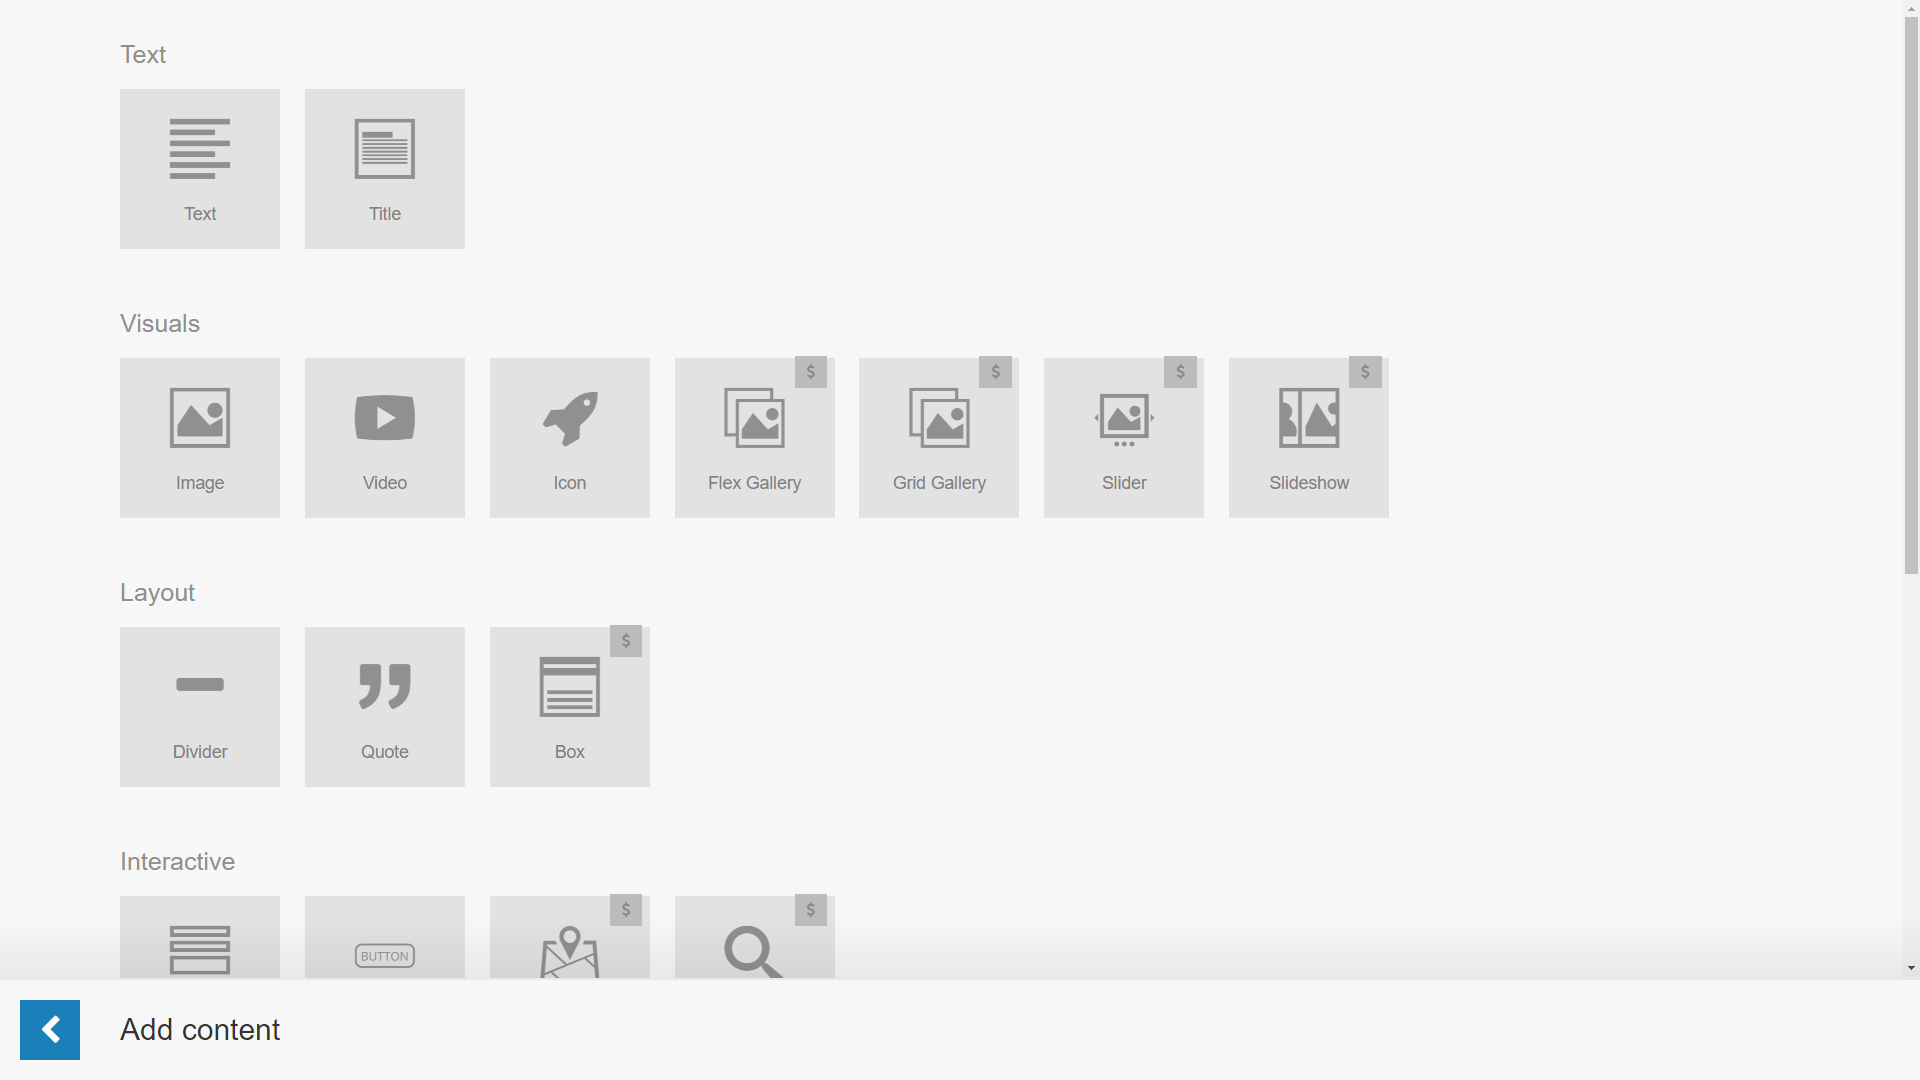 Text
Text
Title
Visuals
$
$
$
$
Image
Video
Icon
Flex Gallery
Grid Gallery
Slider
Slideshow
Layout
$
Divider
Quote
Box
Interactive
$
$
BUTTON
Add content